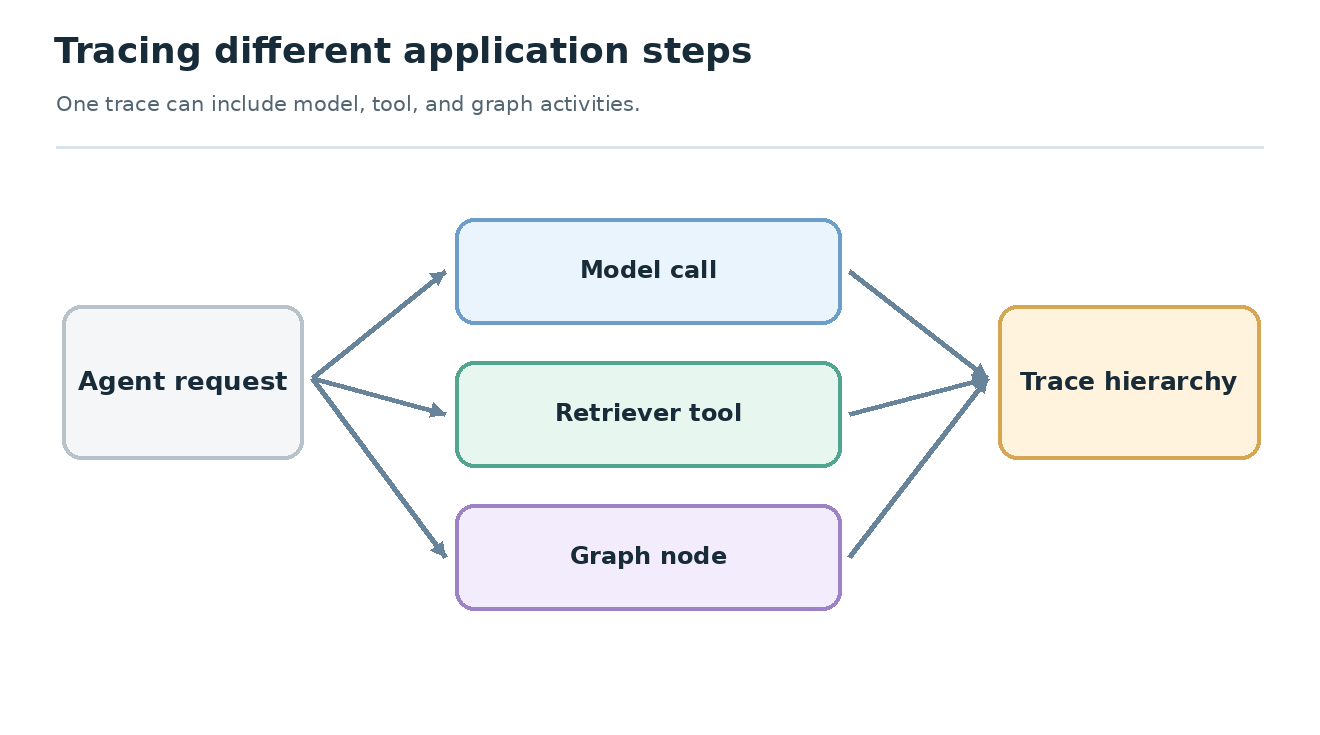 Tracing different application steps
One trace can include model, tool, and graph activities.
Model call
Agent request
Retriever tool
Trace hierarchy
Graph node